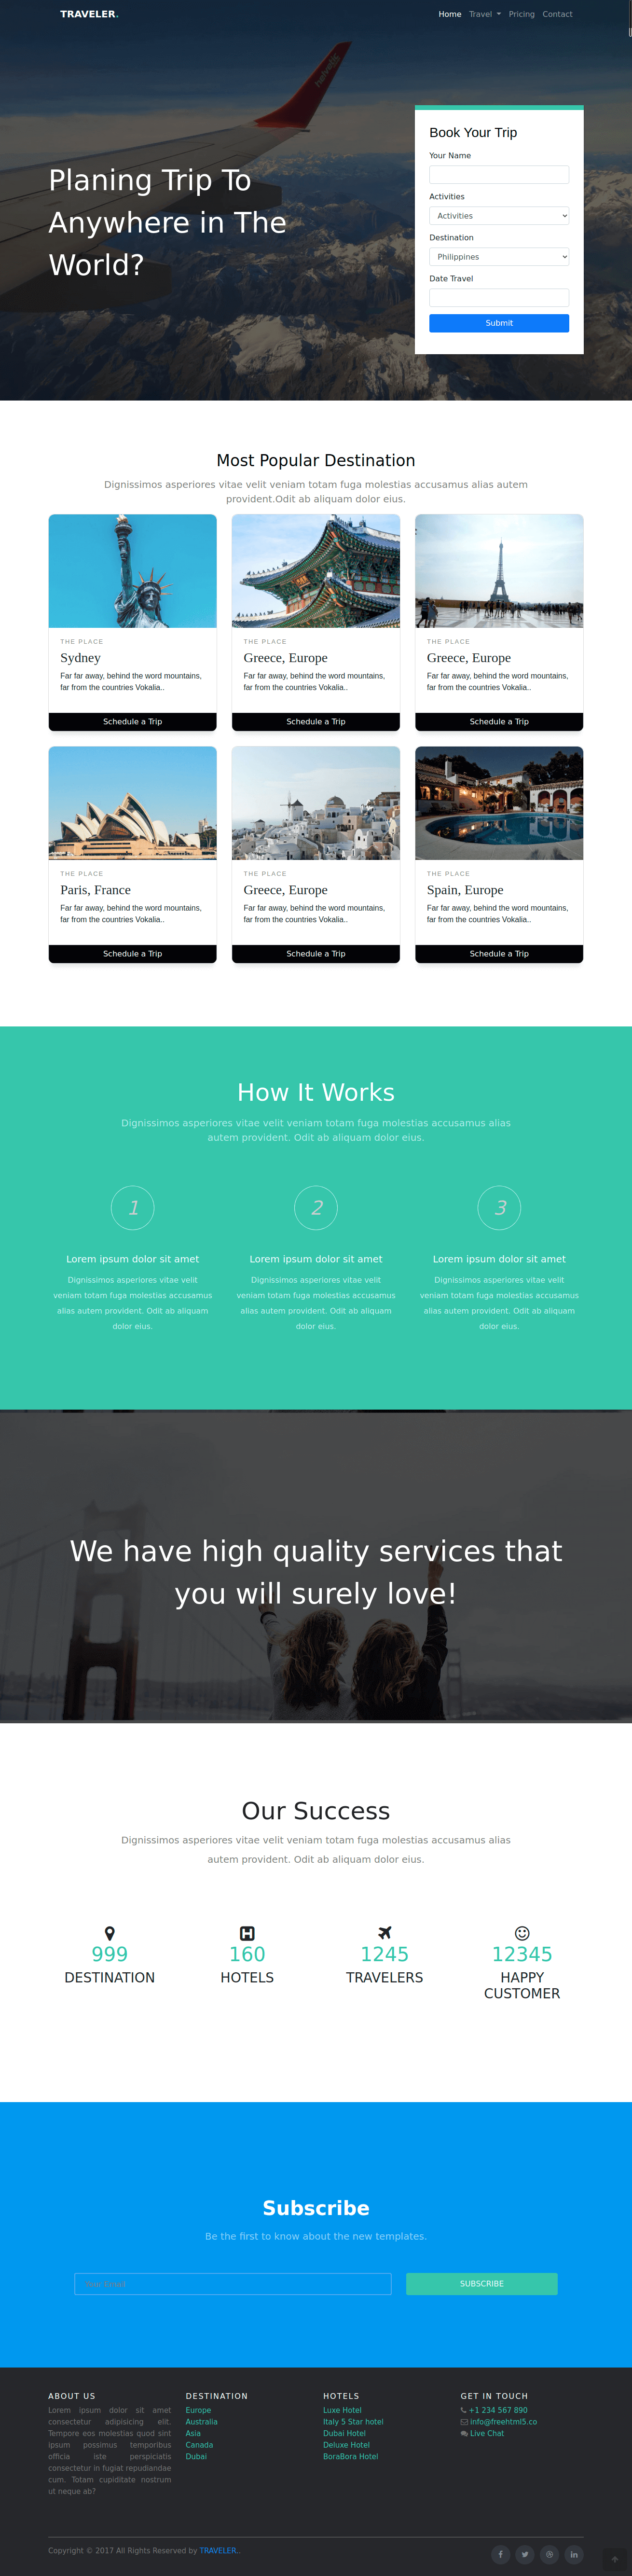 TRAVELER.
Home Travel Pricing Contact
Planing Trip To
Anywhere in The
World?
Book Your Trip
Your Name
Activities
Activities
Destination
Philippines
Date Travel
Submit
Most Popular Destination
Dignissimos asperiores vitae velit veniam totam fuga molestias accusamus alias autem
provident.Odit ab aliquam dolor eius.
THE PLACE
Sydney
Far far away, behind the word mountains,
far from the countries Vokalia..
Schedule a Trip
THE PLACE
Greece, Europe
Far far away, behind the word mountains,
far from the countries Vokalia..
Schedule a Trip
THE PLACE
Greece, Europe
Far far away, behind the word mountains,
far from the countries Vokalia..
Schedule a Trip
THE PLACE
Paris, France
Far far away, behind the word mountains,
far from the countries Vokalia..
Schedule a Trip
THE PLACE
Greece, Europe
Far far away, behind the word mountains,
far from the countries Vokalia..
Schedule a Trip
THE PLACE
Spain, Europe
Far far away, behind the word mountains,
far from the countries Vokalia..
Schedule a Trip
How It Works
Dignissimos asperiores vitae velit veniam totam fuga molestias accusamus alias
autem provident. Odit ab aliquam dolor eius.
1
Lorem ipsum dolor sit amet
Dignissimos asperiores vitae velit
veniam totam fuga molestias accusamus
alias autem provident. Odit ab aliquam
dolor eius.
2
Lorem ipsum dolor sit amet
Dignissimos asperiores vitae velit
veniam totam fuga molestias accusamus
alias autem provident. Odit ab aliquam
dolor eius.
3
Lorem ipsum dolor sit amet
Dignissimos asperiores vitae velit
veniam totam fuga molestias accusamus
alias autem provident. Odit ab aliquam
dolor eius.
We have high quality services that
you will surely love!
Our Success
Dignissimos asperiores vitae velit veniam totam fuga molestias accusamus alias
autem provident. Odit ab aliquam dolor eius.
999
DESTINATION
160
HOTELS
1245
TRAVELERS
12345
HAPPY
CUSTOMER
Subscribe
Be the first to know about the new templates.
SUBSCRIBE
ABOUT US
Lorem ipsum dolor sit amet
consectetur adipisicing elit.
Tempore eos molestias quod sint
ipsum possimus temporibus
officia iste perspiciatis
consectetur in fugiat repudiandae
cum. Totam cupiditate nostrum
ut neque ab?
DESTINATION
Europe
Australia
Asia
Canada
Dubai
HOTELS
Luxe Hotel
Italy 5 Star hotel
Dubai Hotel
Deluxe Hotel
BoraBora Hotel
GET IN TOUCH
+1 234 567 890
info@freehtml5.co
Live Chat
Copyright © 2017 All Rights Reserved by TRAVELER..